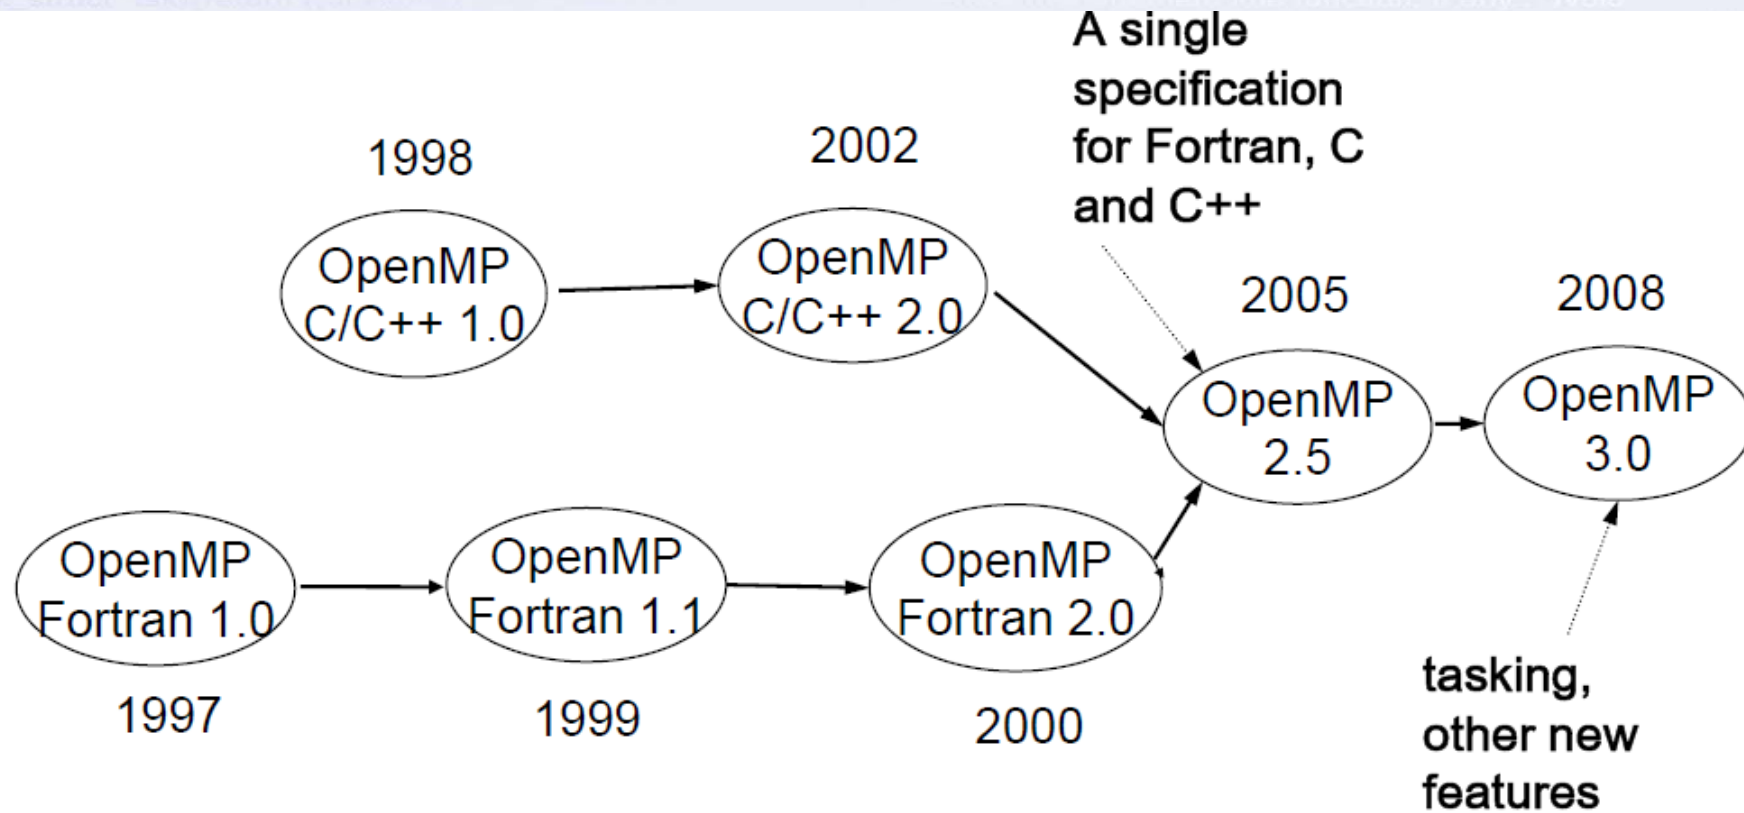 A single
specification
for Fortran, C
and C++
1998
2002
OpenMP
C/C++ 1.0
OpenMP
C/C++ 2.0
2005
2008
OpenMP
2.5
OpenMP
3.0
OpenMP
Fortran 1.0
OpenMP
Fortran 1.1
OpenMP
Fortran 2.0
1997
1999
2000
tasking,
other new
features